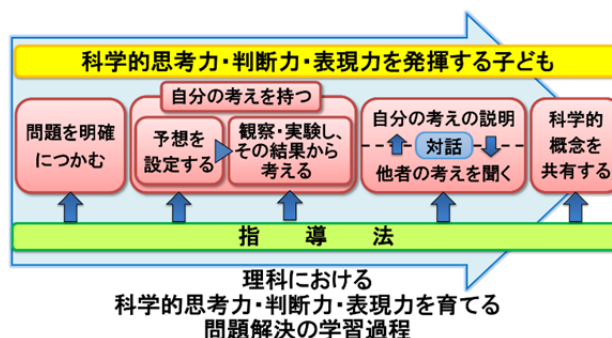 科学的思考力・判断力・表現力を発揮する子ども
自分の考えを持つ
問題を明確
につかむ
予想を
設定する
観察・実験し、
その結果から
考える
自分の考えの説明
対話
他者の考えを聞く
科学的
概念を
共有する
指導法
理科における
科学的思考力・判断力・表現力を育てる
問題解決の学習過程